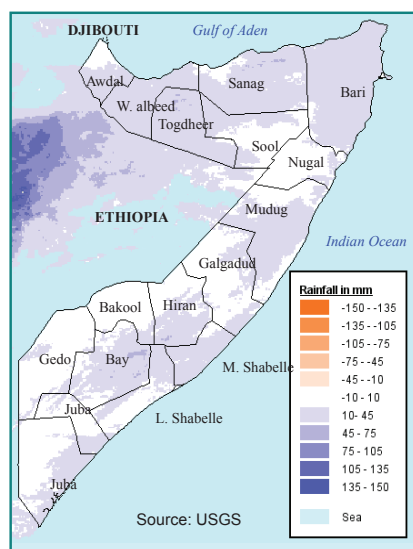 DJIBOUTI
Gulf of Aden
Awdal
Sanag
Bari
W. albeed
Togdheer
Sool
Nugal
ETHIOPIA
Mudug
Indian Ocean
Galgadud
Bakool
Hiran
Gedo
Bay
M. Shabelle
Juba
L. Shabelle
Juba
Source: USGS
Rainfall in mm
-150 - -135
-135 - -105
-105 - -75
-75 - -45
-45 - -10
-10 - 10
10- 45
45 - 75
75 - 105
105 - 135
135 - 150
Sea